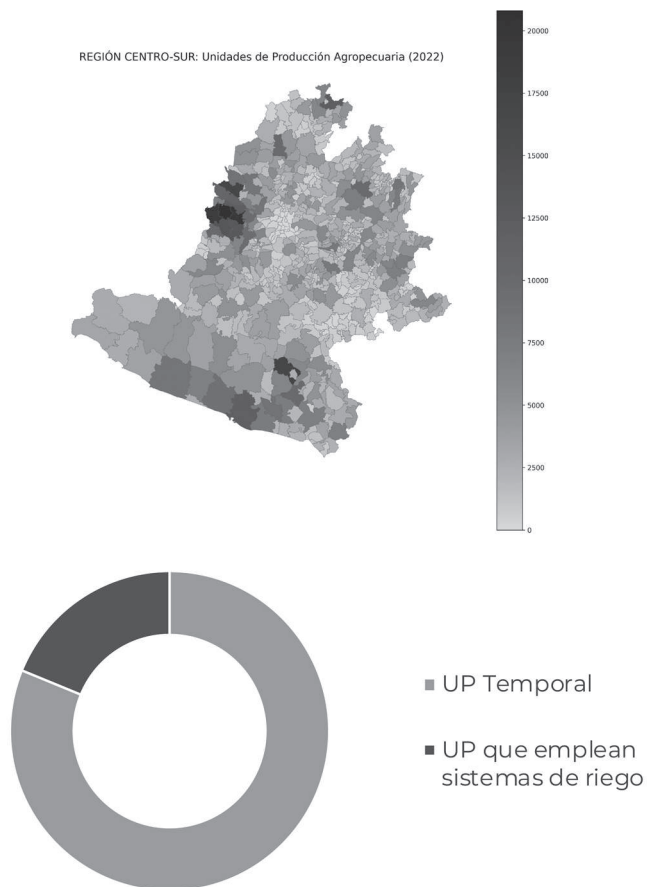 REGIÓN CENTRO-SUR: Unidades de Producción Agropecuaria (2022)
20000
17500
15000
12500
10000
7500
5000
2500
0
UP Temporal
UP que emplean
sistemas de riego